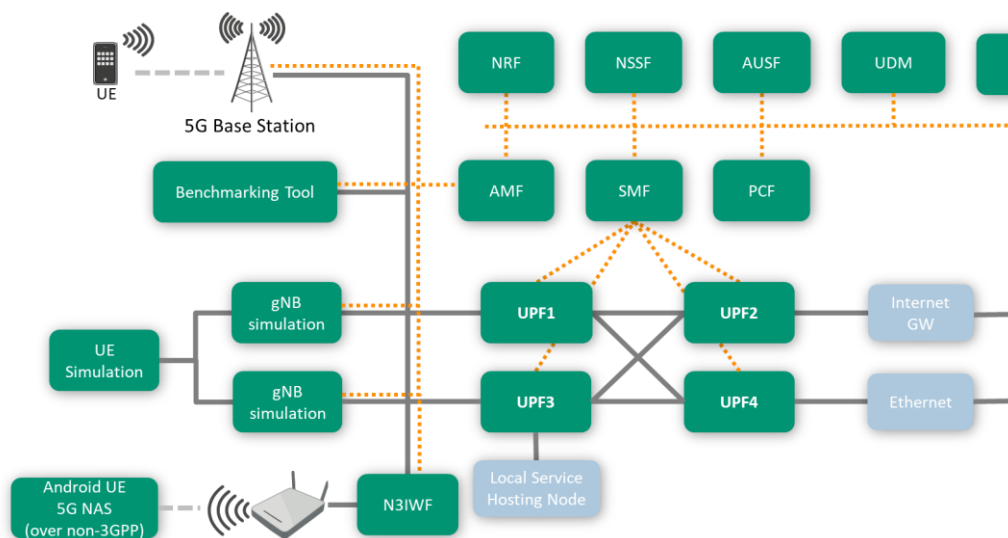 NRF
NSSF
AUSF
UDM
UE
5G Base Station
Benchmarking Tool
AMF
SMF
PCF
gNB
simulation
UPF1
UPF2
Internet
GW
UE
Simulation
gNB
simulation
UPF3
UPF4
Ethernet
Android UE
5G NAS
(over non-3GPP)
N3IWF
Local Service
Hosting Node